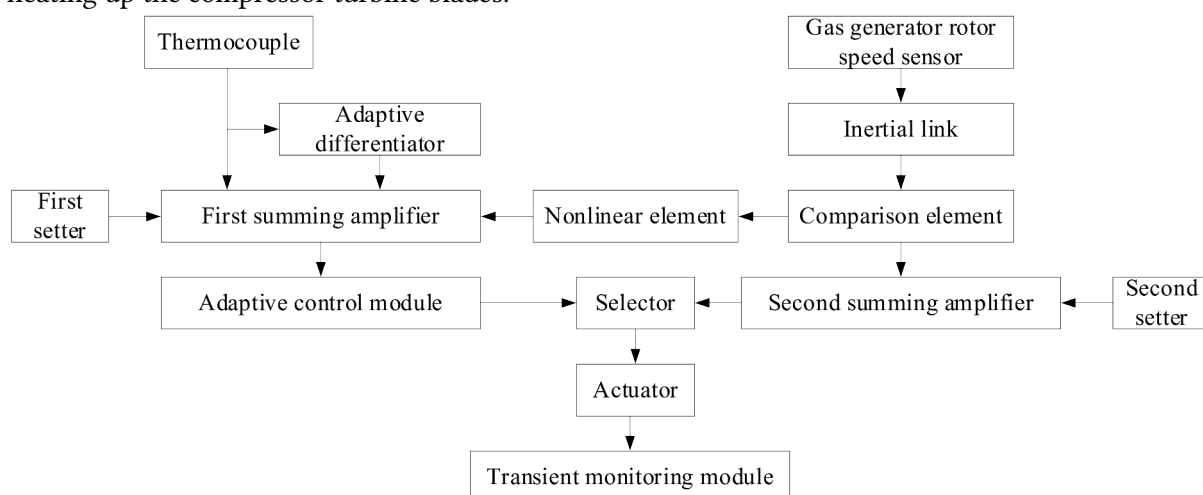 heating up the compressor turbine blades.
Thermocouple
Gas generator rotor
speed sensor
Adaptive
differentiator
Inertial link
First
setter
First summing amplifier
Nonlinear element
Comparison element
Adaptive control module
Selector
Second summing amplifier
Second
setter
Actuator
Transient monitoring module